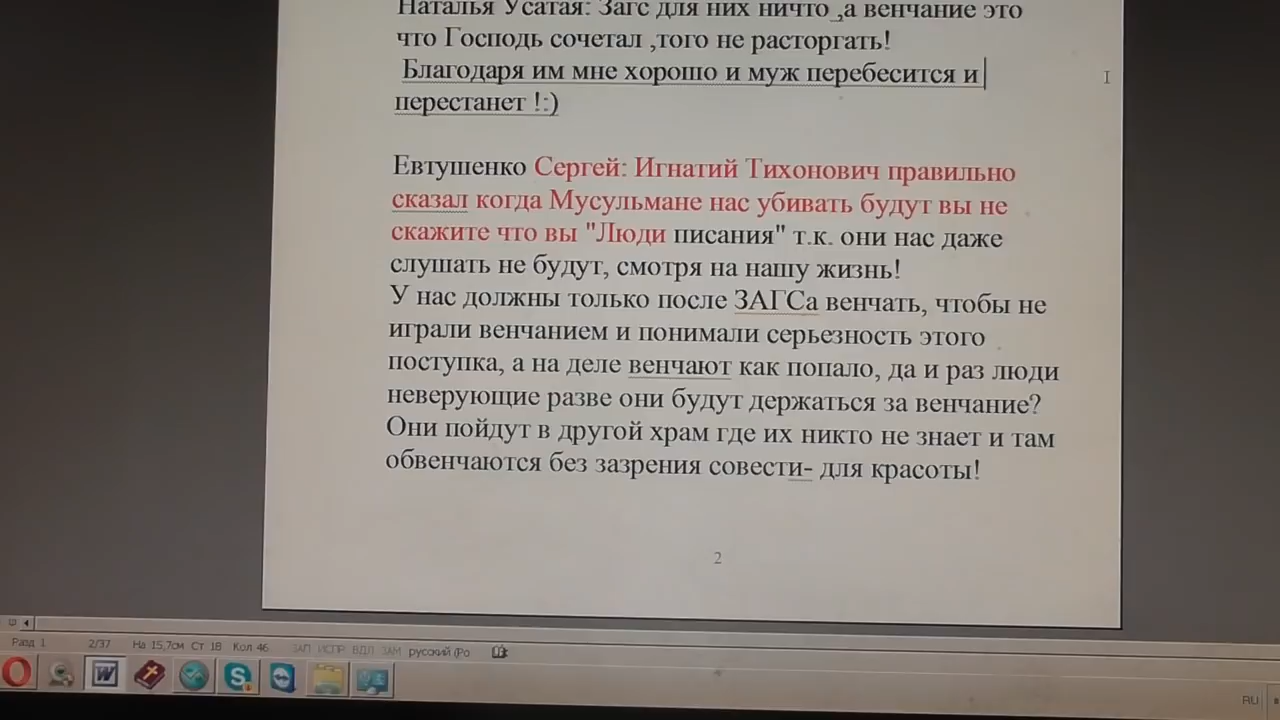 Наталья Усатая: Загс для них ничто ,а венчание это
что Господь сочетал ,того не расторгать!
Благодаря им мне хорошо и муж перебесится и
перестанет !:)
Евтушенко Сергей: Игнатий Тихонович правильно
сказал когда Мусульмане нас убивать будут вы не
скажите что вы "Люди писания" т.к. они нас даже
слушать не будут, смотря на нашу жизнь!
У нас должны только после ЗАГСа венчать, чтобы не
играли венчанием и понимали серьезность этого
поступка, а на деле венчают как попало, да и раз люди
неверующие разве они будут держаться за венчание?
Они пойдут в другой храм где их никто не знает и там
обвенчаются без зазрения совести- для красоты!
2
Разд 1 2/37 На 15,7см Ст 18 Кол 46 ЗАП ИСПР ВДЛ ЗАМ русский (Ро
RU